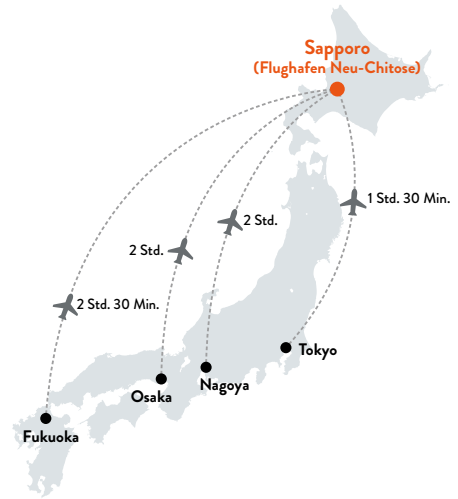 Sapporo
(Flughafen Neu-Chitose)
1 Std. 30 Min.
2 Std.
2 Std.
2 Std. 30 Min.
Tokyo
Nagoya
Osaka
Fukuoka